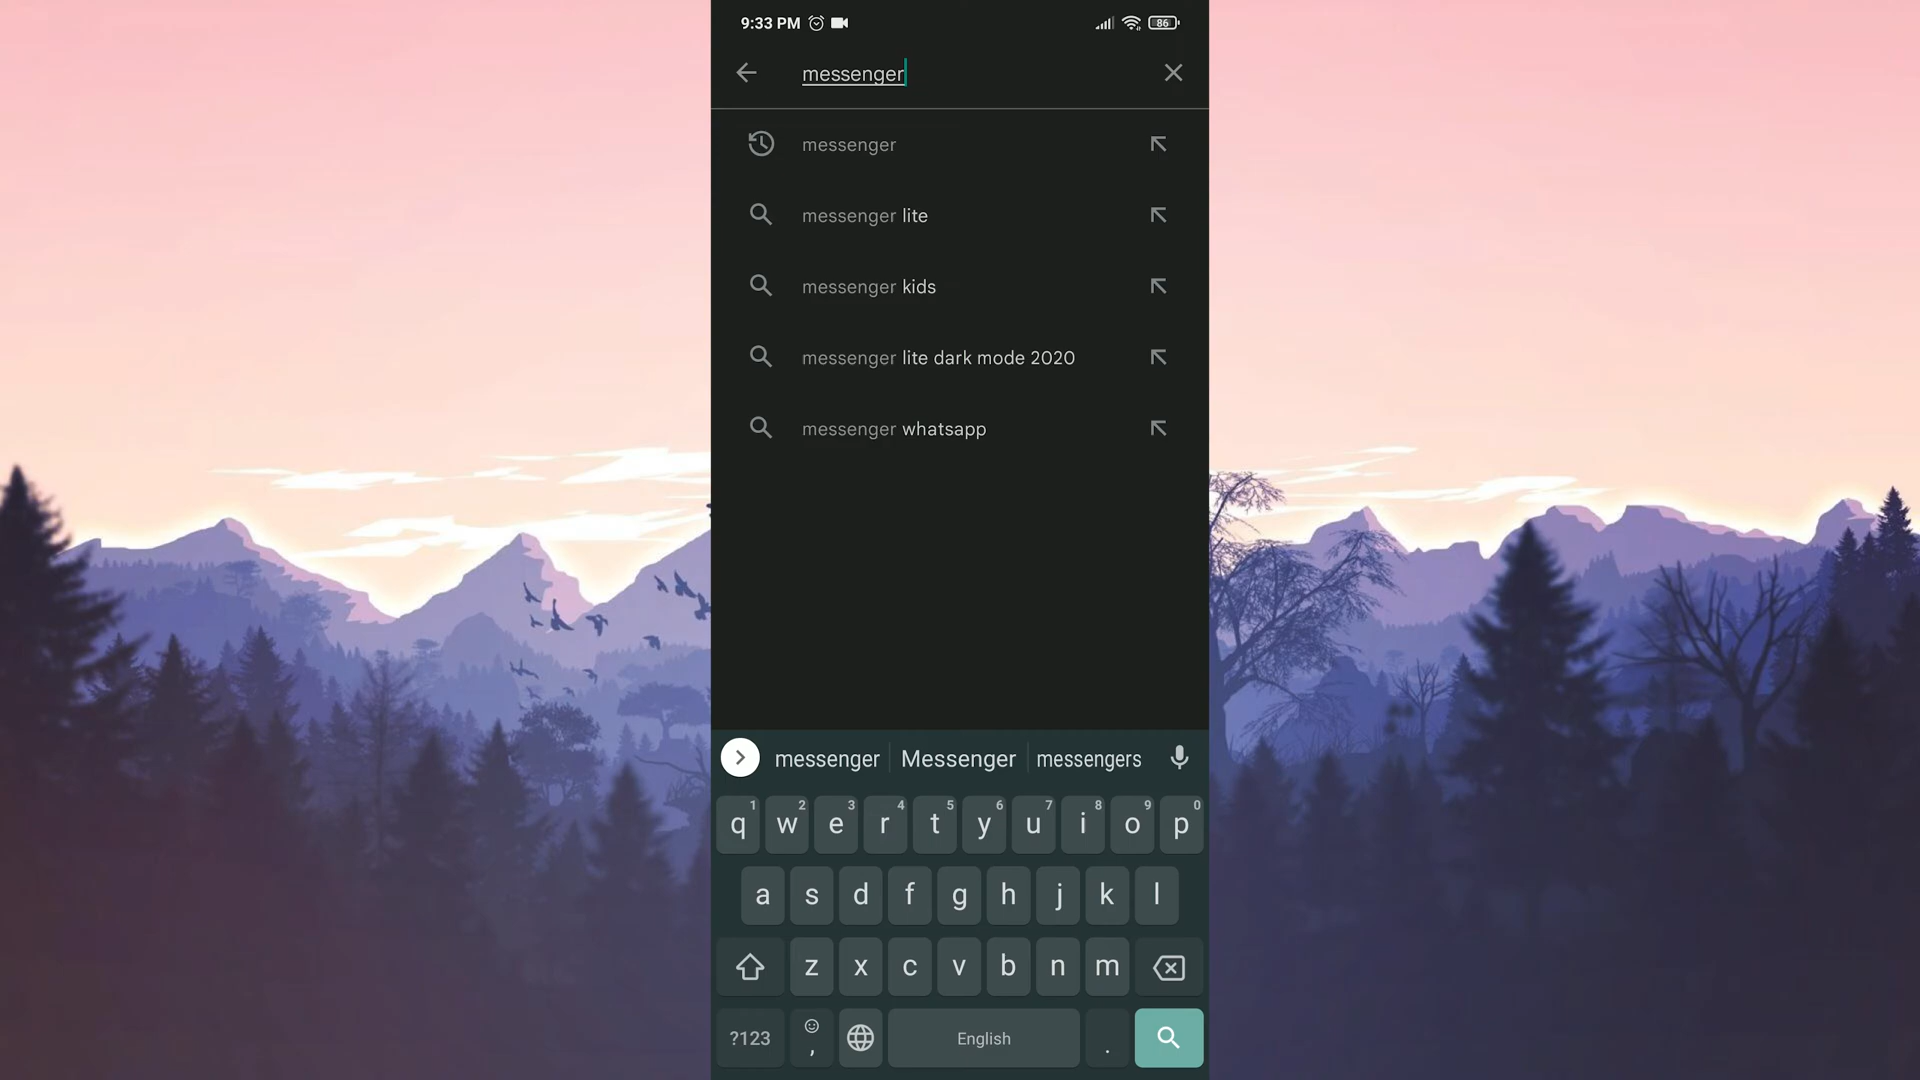 9:33 PM 86
messenger
messenger
messenger lite
messenger kids
messenger lite dark mode 2020
messenger whatsapp
messenger Messenger messengers
1 2 3 4 5 6 7 8 9 0
q w e r t y u i o p
a s d f g h j k l
z x c v b n m
?123 , English .